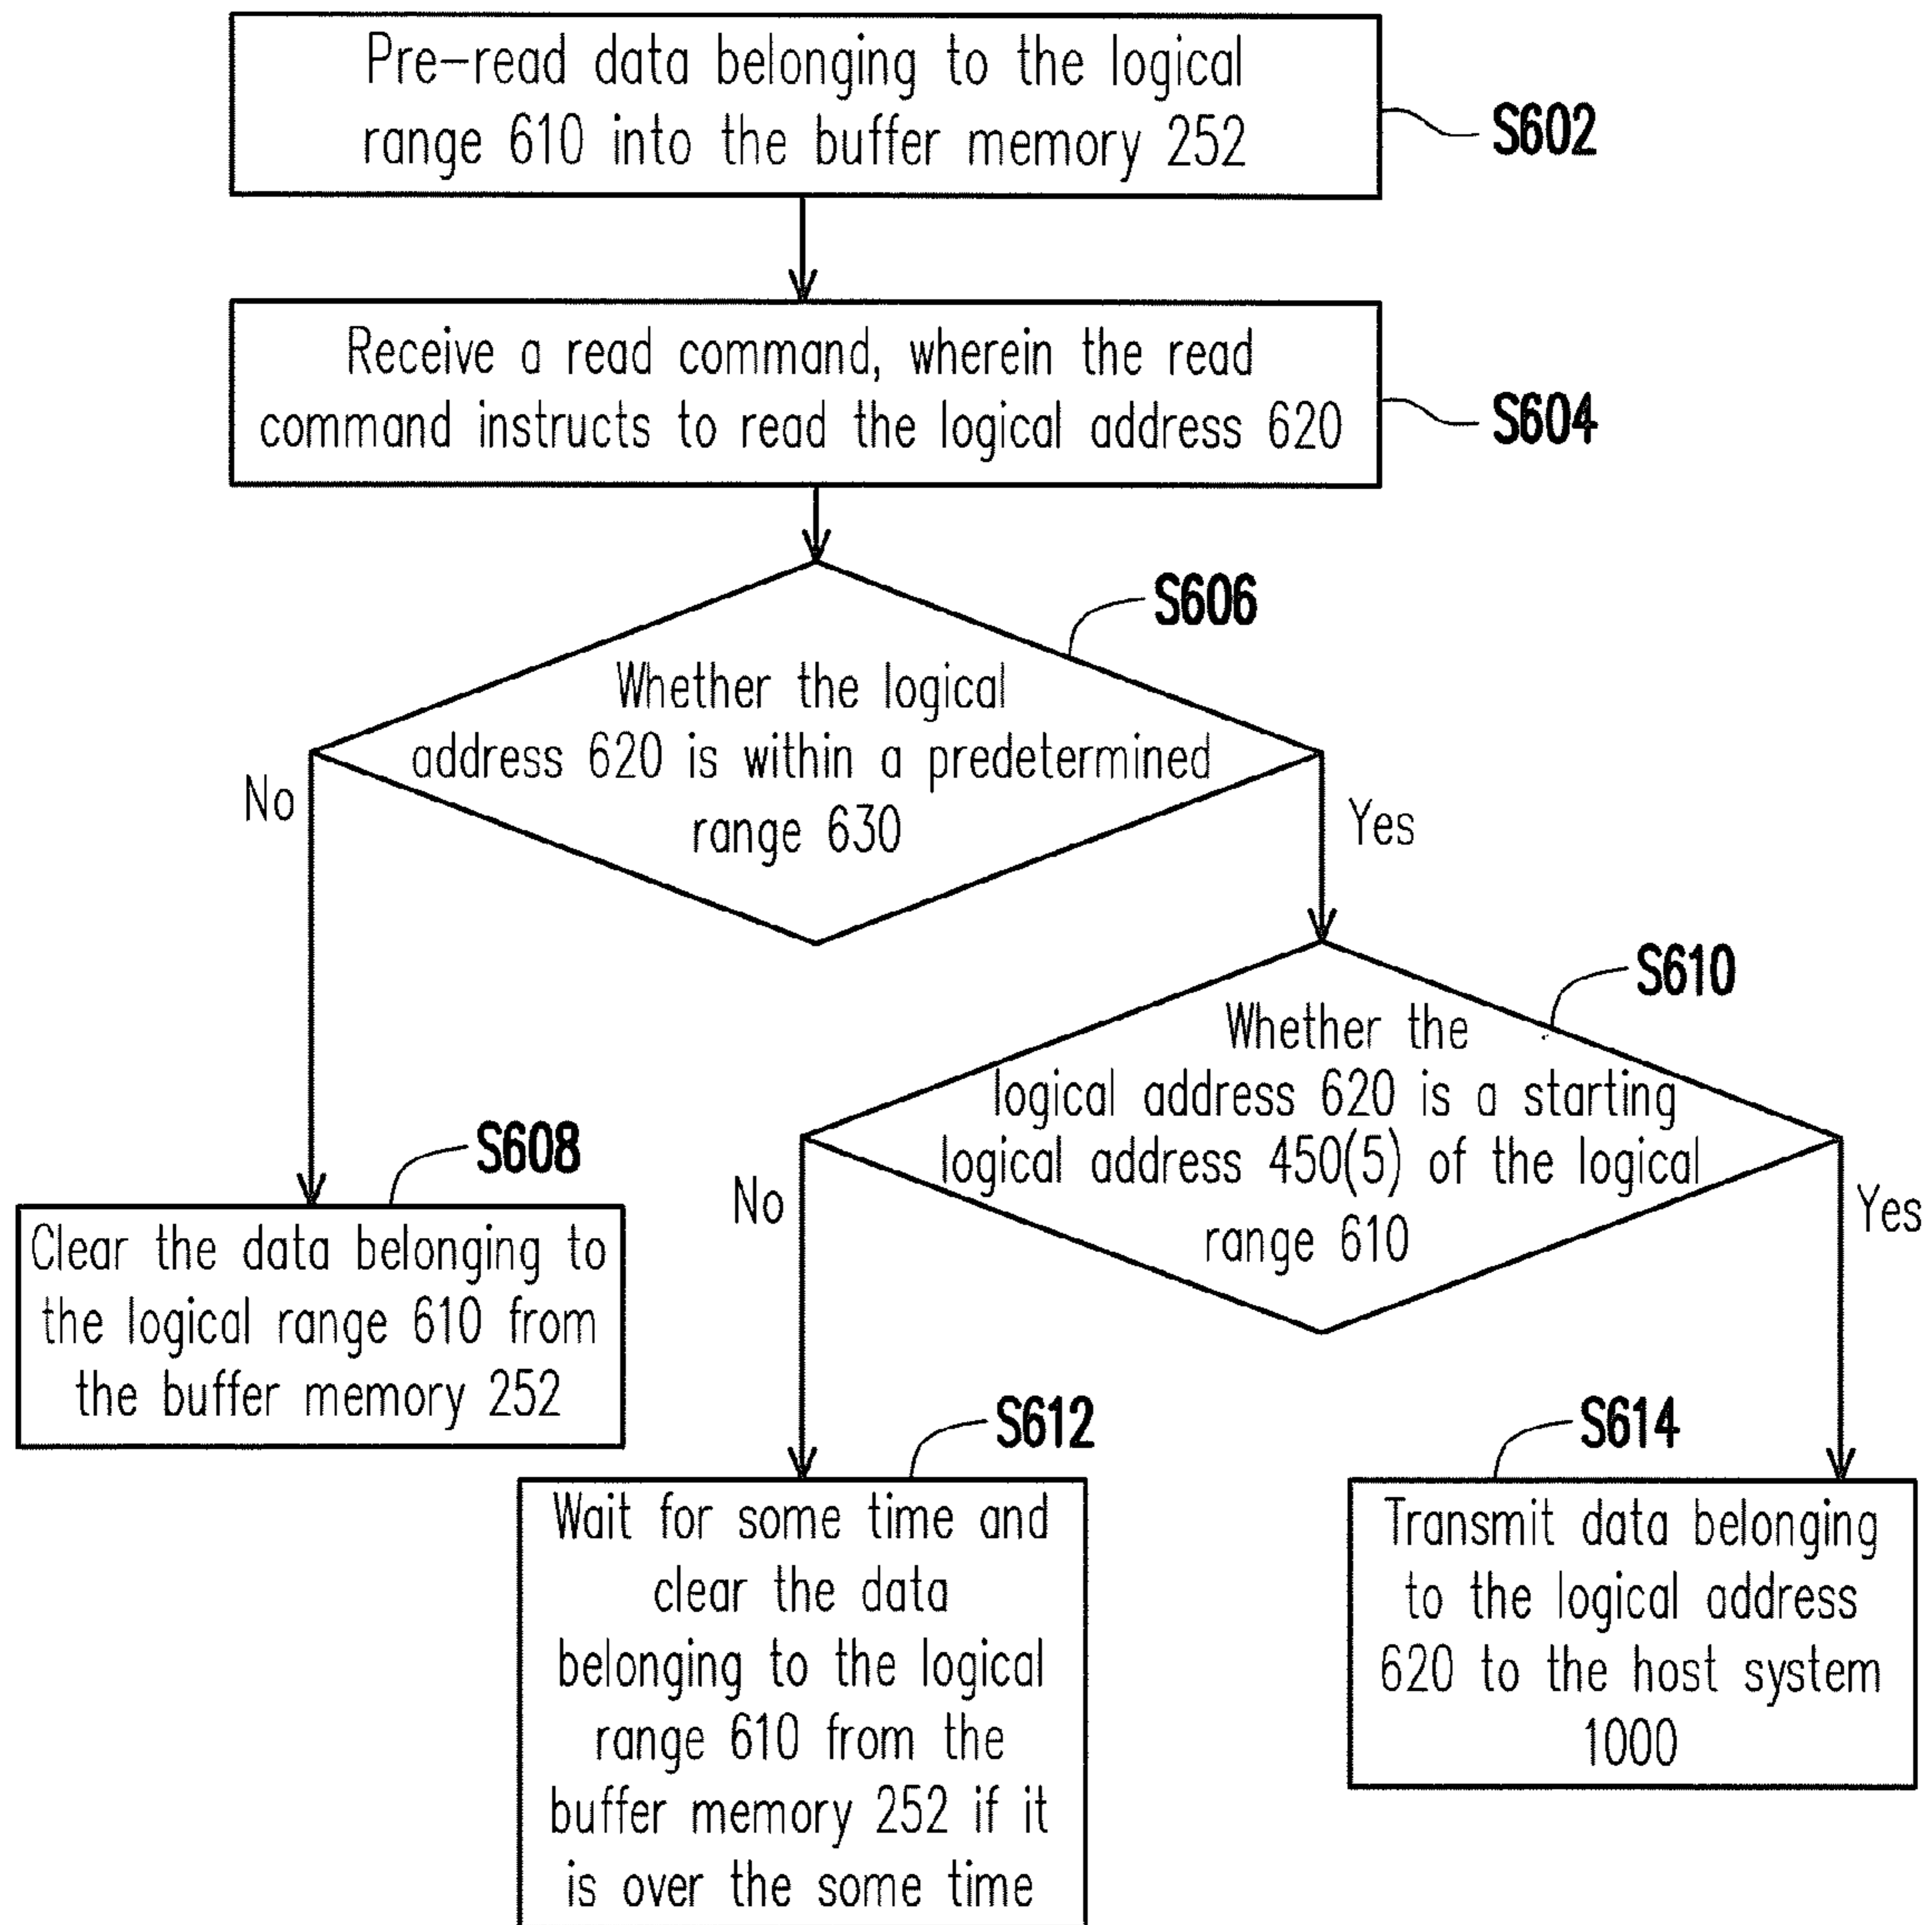 Pre-read data belonging to the logical
range 610 into the buffer memory 252
S602
Receive a read command, wherein the read
command instructs to read the logical address 620
S604
S606
Whether the logical
address 620 is within a predetermined
range 630
No
Yes
S610
Whether the
logical address 620 is a starting
logical address 450(5) of the logical
range 610
No
Yes
S608
Clear the data belonging to
the logical range 610 from
the buffer memory 252
S612
Wait for some time and
clear the data
belonging to the logical
range 610 from the
buffer memory 252 if it
is over the some time
S614
Transmit data belonging
to the logical address
620 to the host system
1000